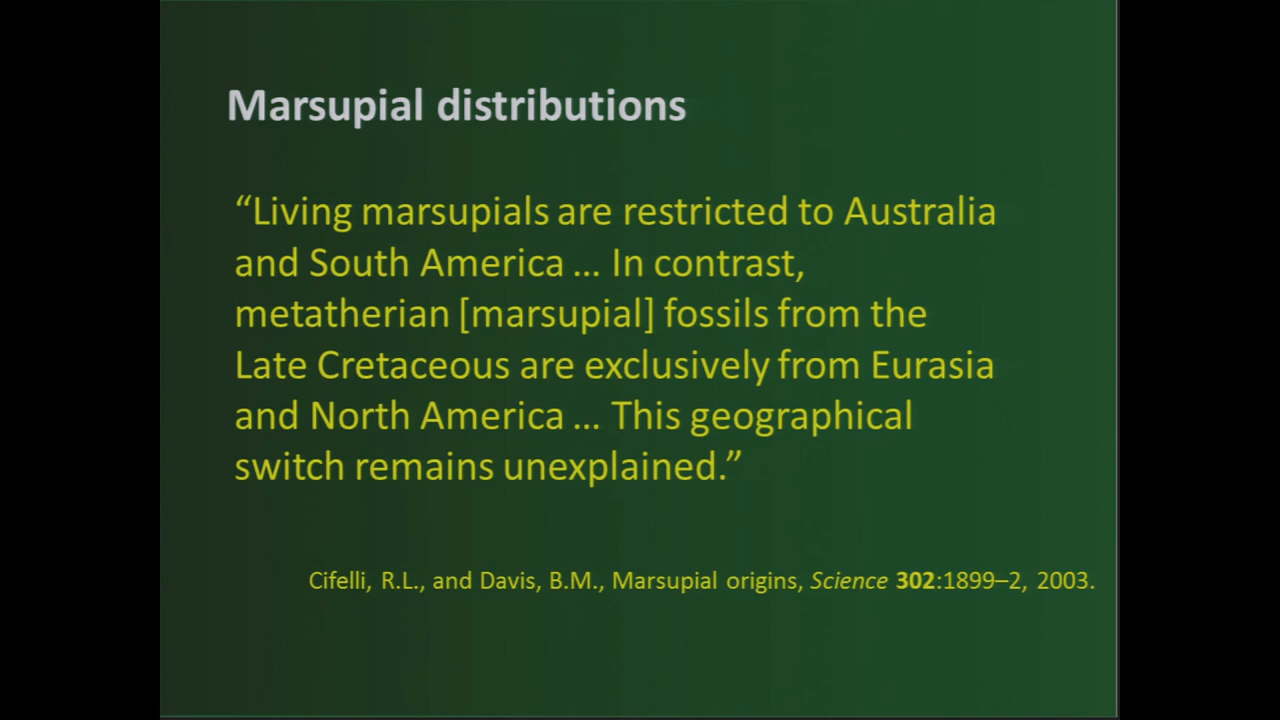 Marsupial distributions
“Living marsupials are restricted to Australia
and South America ... In contrast,
metatherian [marsupial] fossils from the
Late Cretaceous are exclusively from Eurasia
and North America ... This geographical
switch remains unexplained.”
Cifelli, R.L., and Davis, B.M., Marsupial origins, Science 302:1899–2, 2003.